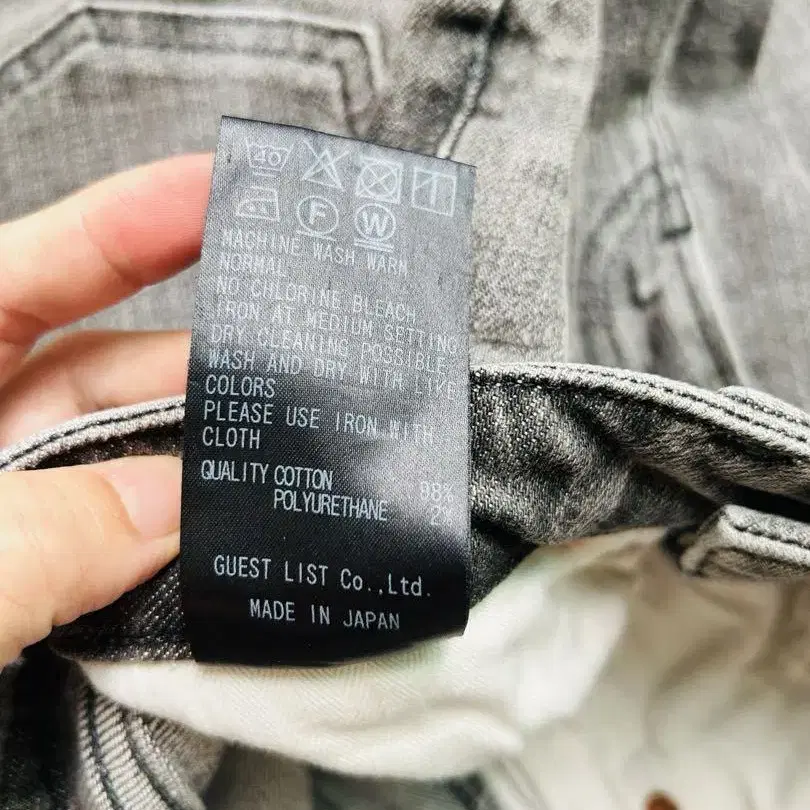 40
F W
MACHINE WASH WARM
NORMAL
NO CHLORINE BLEACH
IRON AT MEDIUM SETTING
DRY CLEANING POSSIBLE
WASH AND DRY WITH LIKE
COLORS
PLEASE USE IRON WITH
CLOTH
QUALITY COTTON 98%
POLYURETHANE 2%
GUEST LIST Co.,Ltd.
MADE IN JAPAN